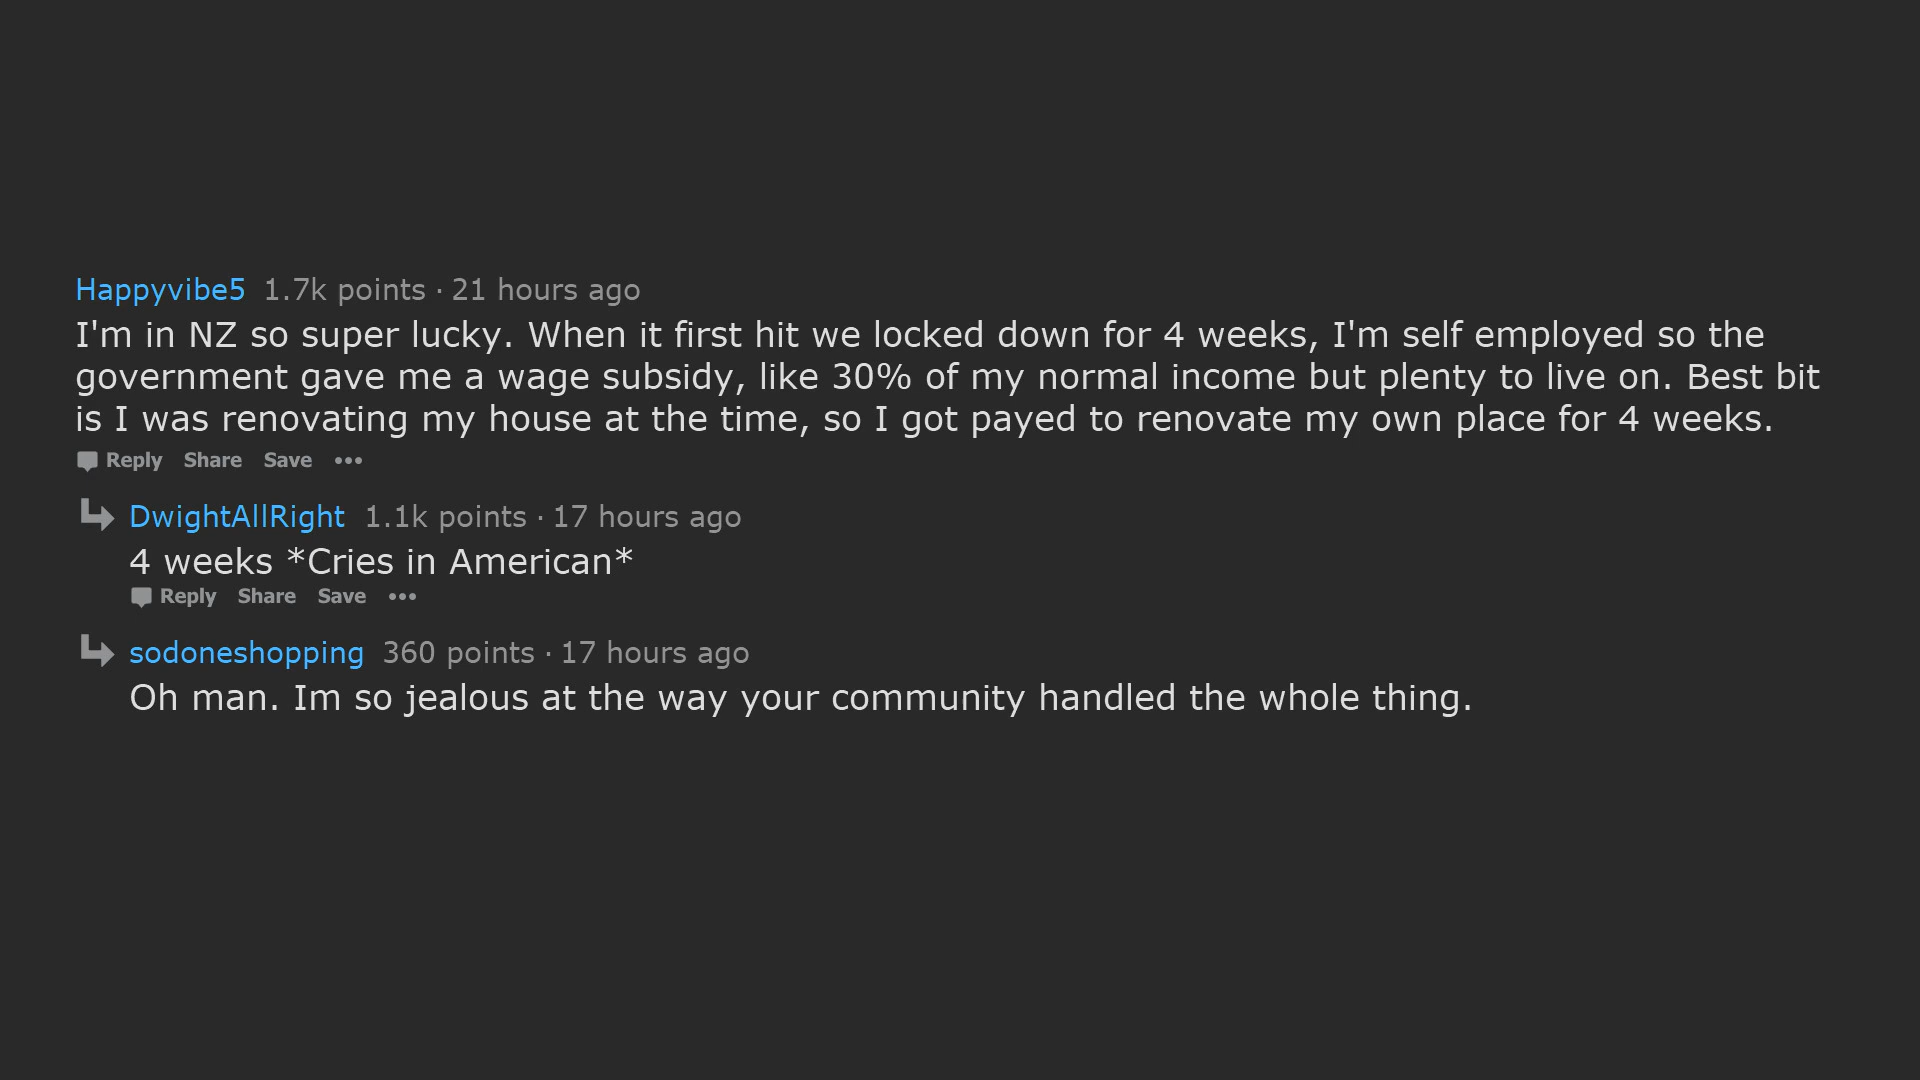 Happyvibe5 1.7k points · 21 hours ago
I'm in NZ so super lucky. When it first hit we locked down for 4 weeks, I'm self employed so the
government gave me a wage subsidy, like 30% of my normal income but plenty to live on. Best bit
is I was renovating my house at the time, so I got payed to renovate my own place for 4 weeks.
Reply Share Save •••
DwightAllRight 1.1k points · 17 hours ago
4 weeks *Cries in American*
Reply Share Save •••
sodoneshopping 360 points · 17 hours ago
Oh man. Im so jealous at the way your community handled the whole thing.